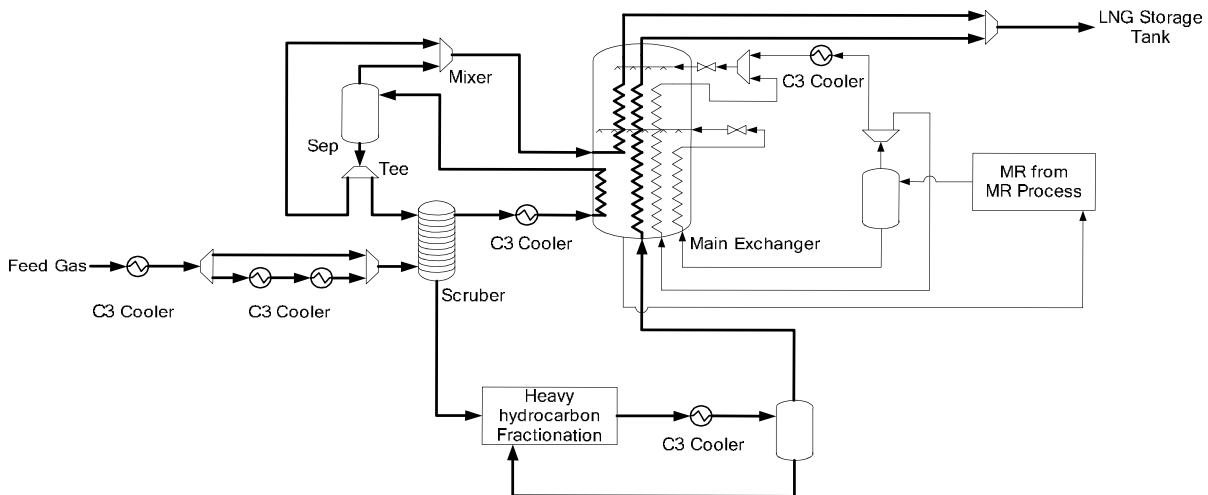 LNG Storage
Tank
Mixer
C3 Cooler
Sep
Tee
MR from
MR Process
C3 Cooler
Main Exchanger
Feed Gas
C3 Cooler
C3 Cooler
Scruber
Heavy
hydrocarbon
Fractionation
C3 Cooler